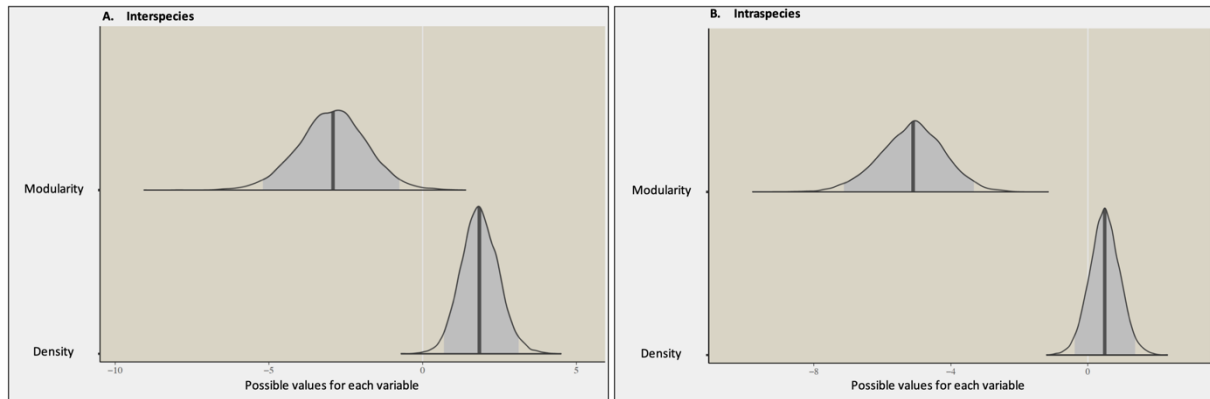 A. Interspecies
Modularity
Density
−10
−5
0
5
Possible values for each variable
B. Intraspecies
Modularity
Density
−8
−4
0
Possible values for each variable